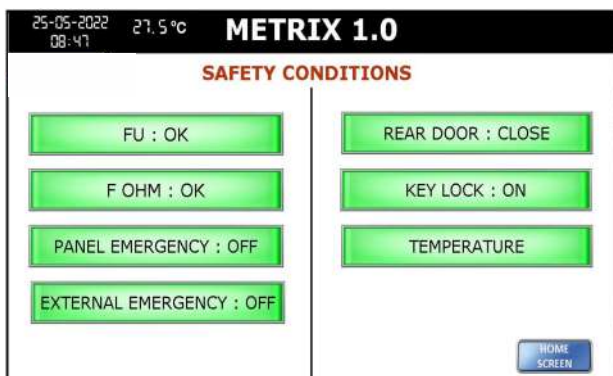 25-05-2022
08:47
27.5°C
METRIX 1.0
SAFETY CONDITIONS
FU : OK
F OHM : OK
PANEL EMERGENCY : OFF
EXTERNAL EMERGENCY : OFF
REAR DOOR : CLOSE
KEY LOCK : ON
TEMPERATURE
HOME
SCREEN